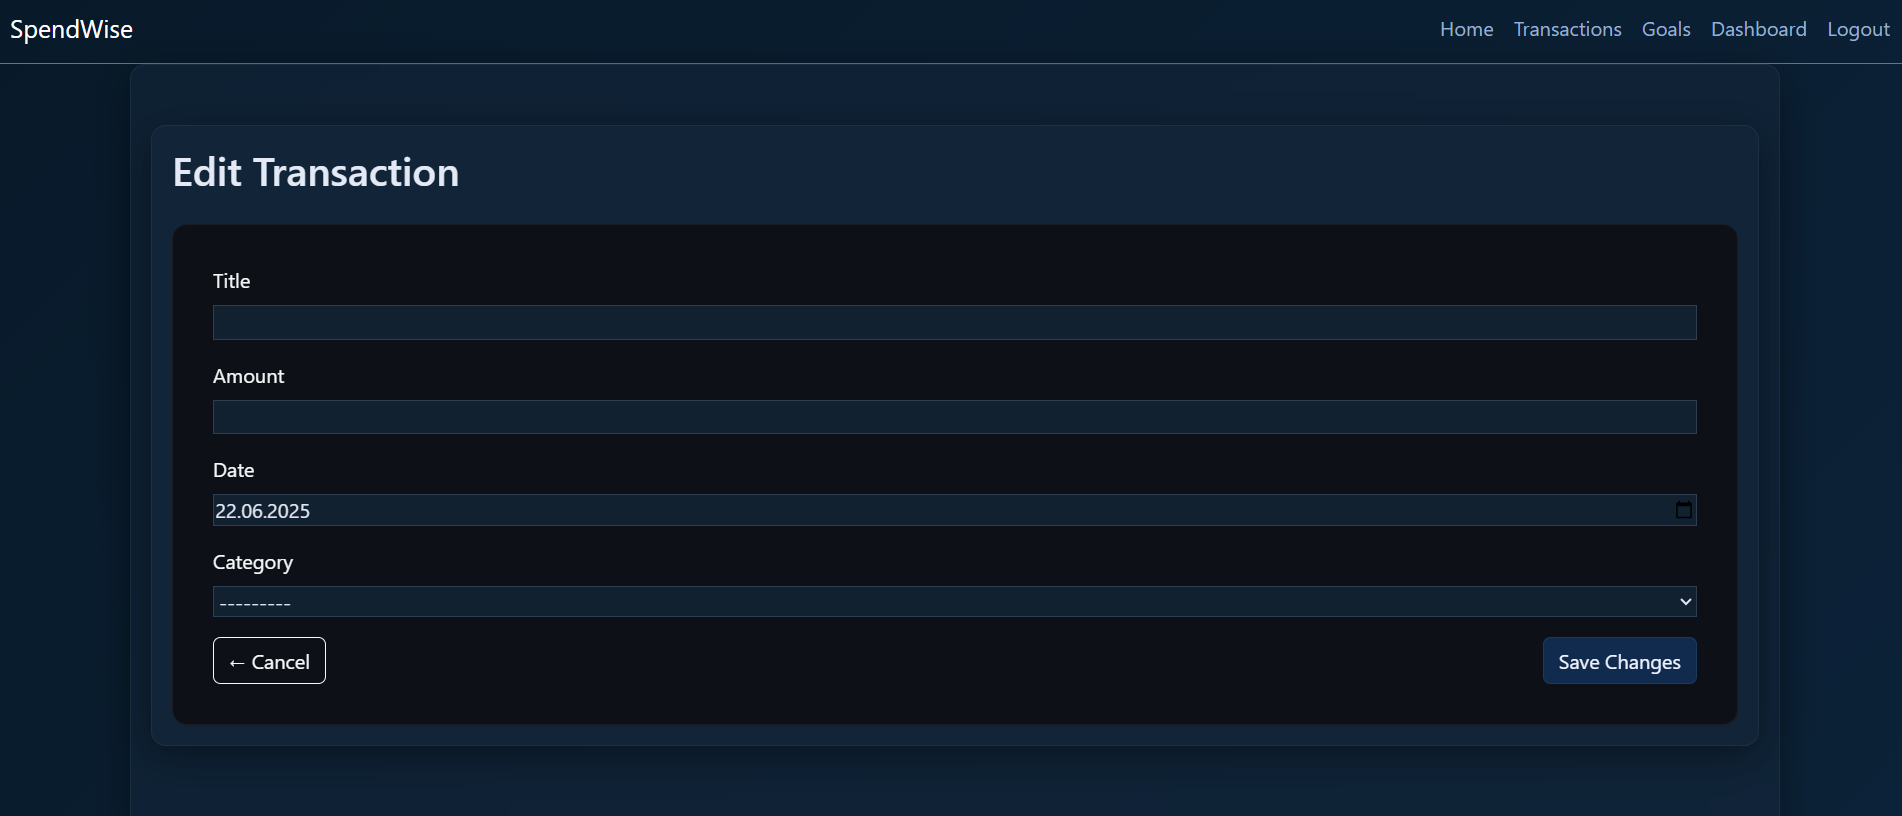 SpendWise
Home Transactions Goals Dashboard Logout
Edit Transaction
Title
Amount
Date
22.06.2025
Category
---------
← Cancel
Save Changes